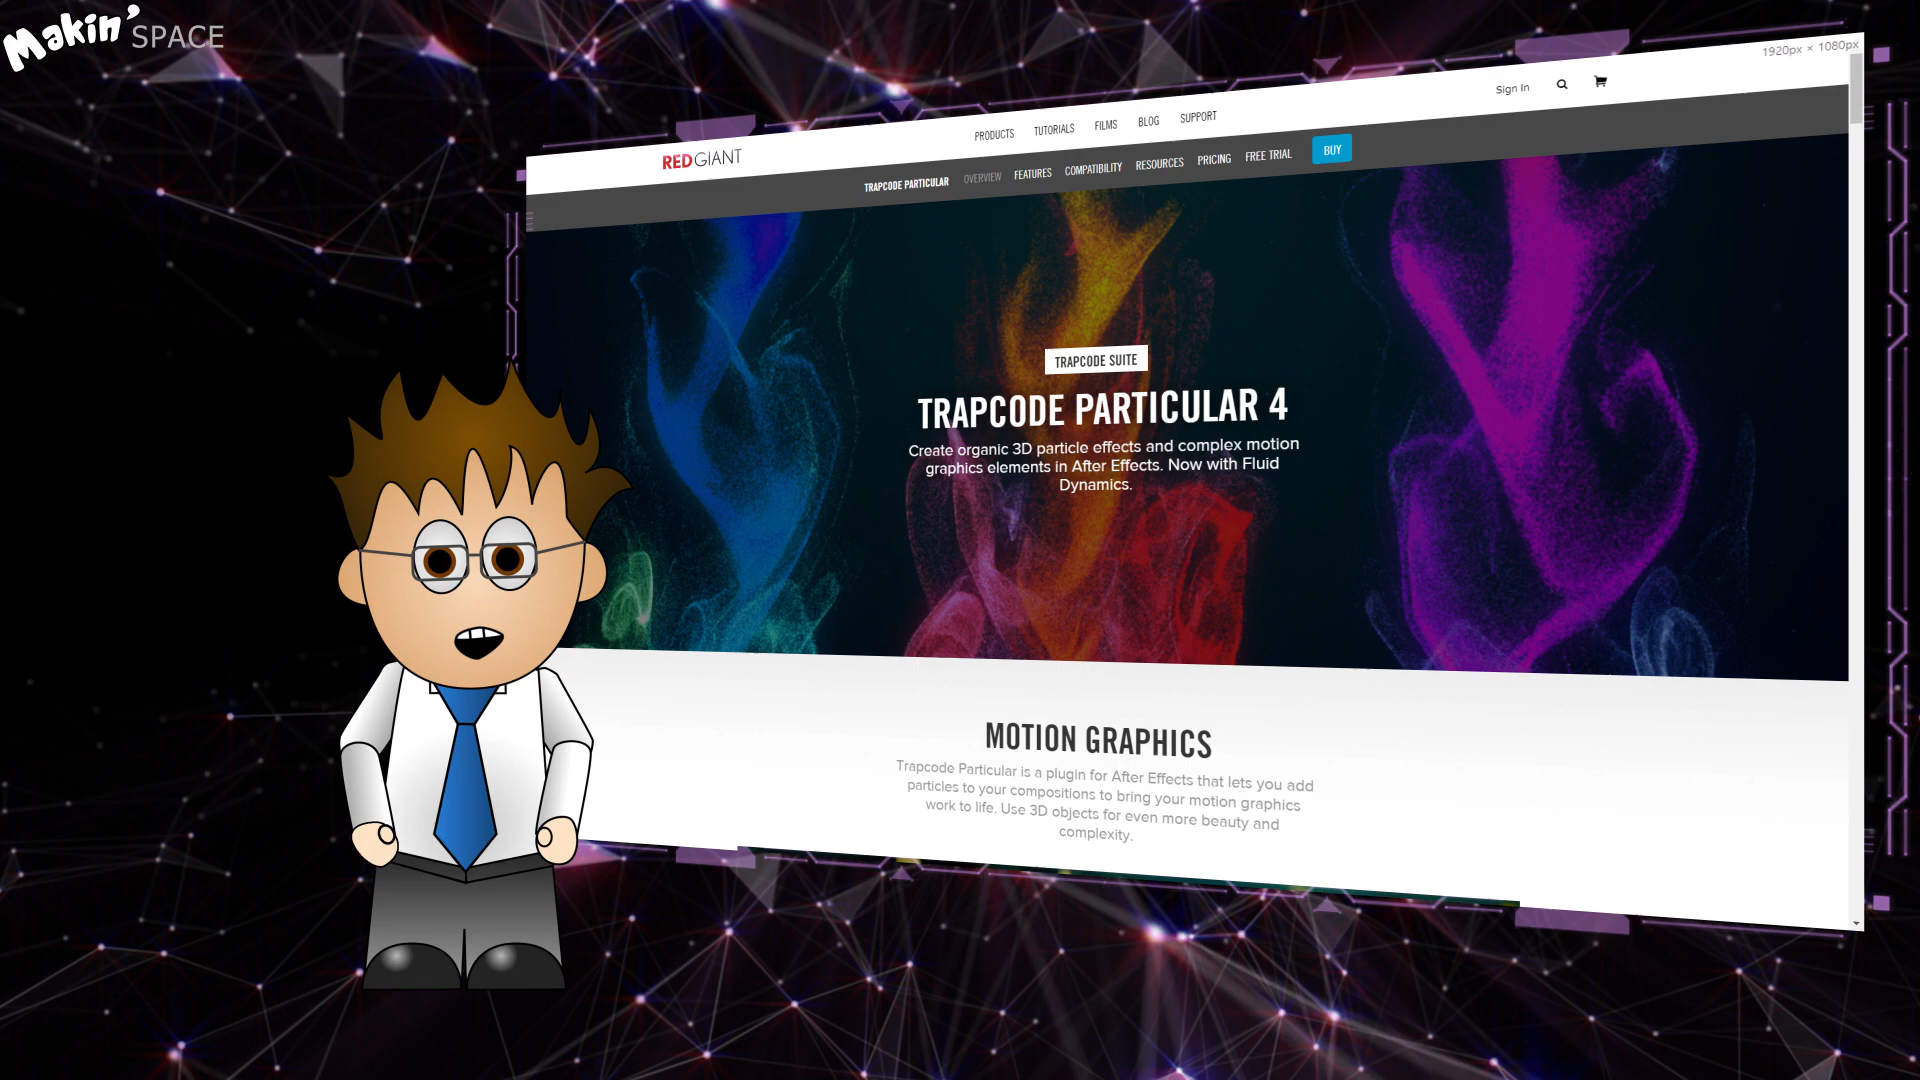 Makin' SPACE
1920px × 1080px
Sign In
PRODUCTS TUTORIALS FILMS BLOG SUPPORT
REDGIANT
TRAPCODE PARTICULAR OVERVIEW FEATURES COMPATIBILITY RESOURCES PRICING FREE TRIAL BUY
TRAPCODE SUITE
TRAPCODE PARTICULAR 4
Create organic 3D particle effects and complex motion
graphics elements in After Effects. Now with Fluid
Dynamics.
MOTION GRAPHICS
Trapcode Particular is a plugin for After Effects that lets you add
particles to your compositions to bring your motion graphics
work to life. Use 3D objects for even more beauty and
complexity.